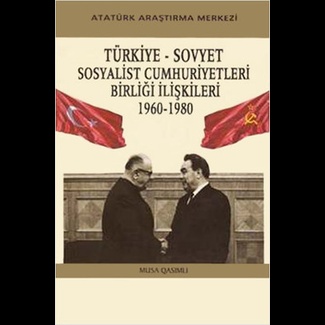 ATATÜRK ARAŞTIRMA MERKEZİ
TÜRKİYE - SOVYET
SOSYALİST CUMHURİYETLERİ
BİRLİĞİ İLİŞKİLERİ
1960-1980
MUSA QASIMLI